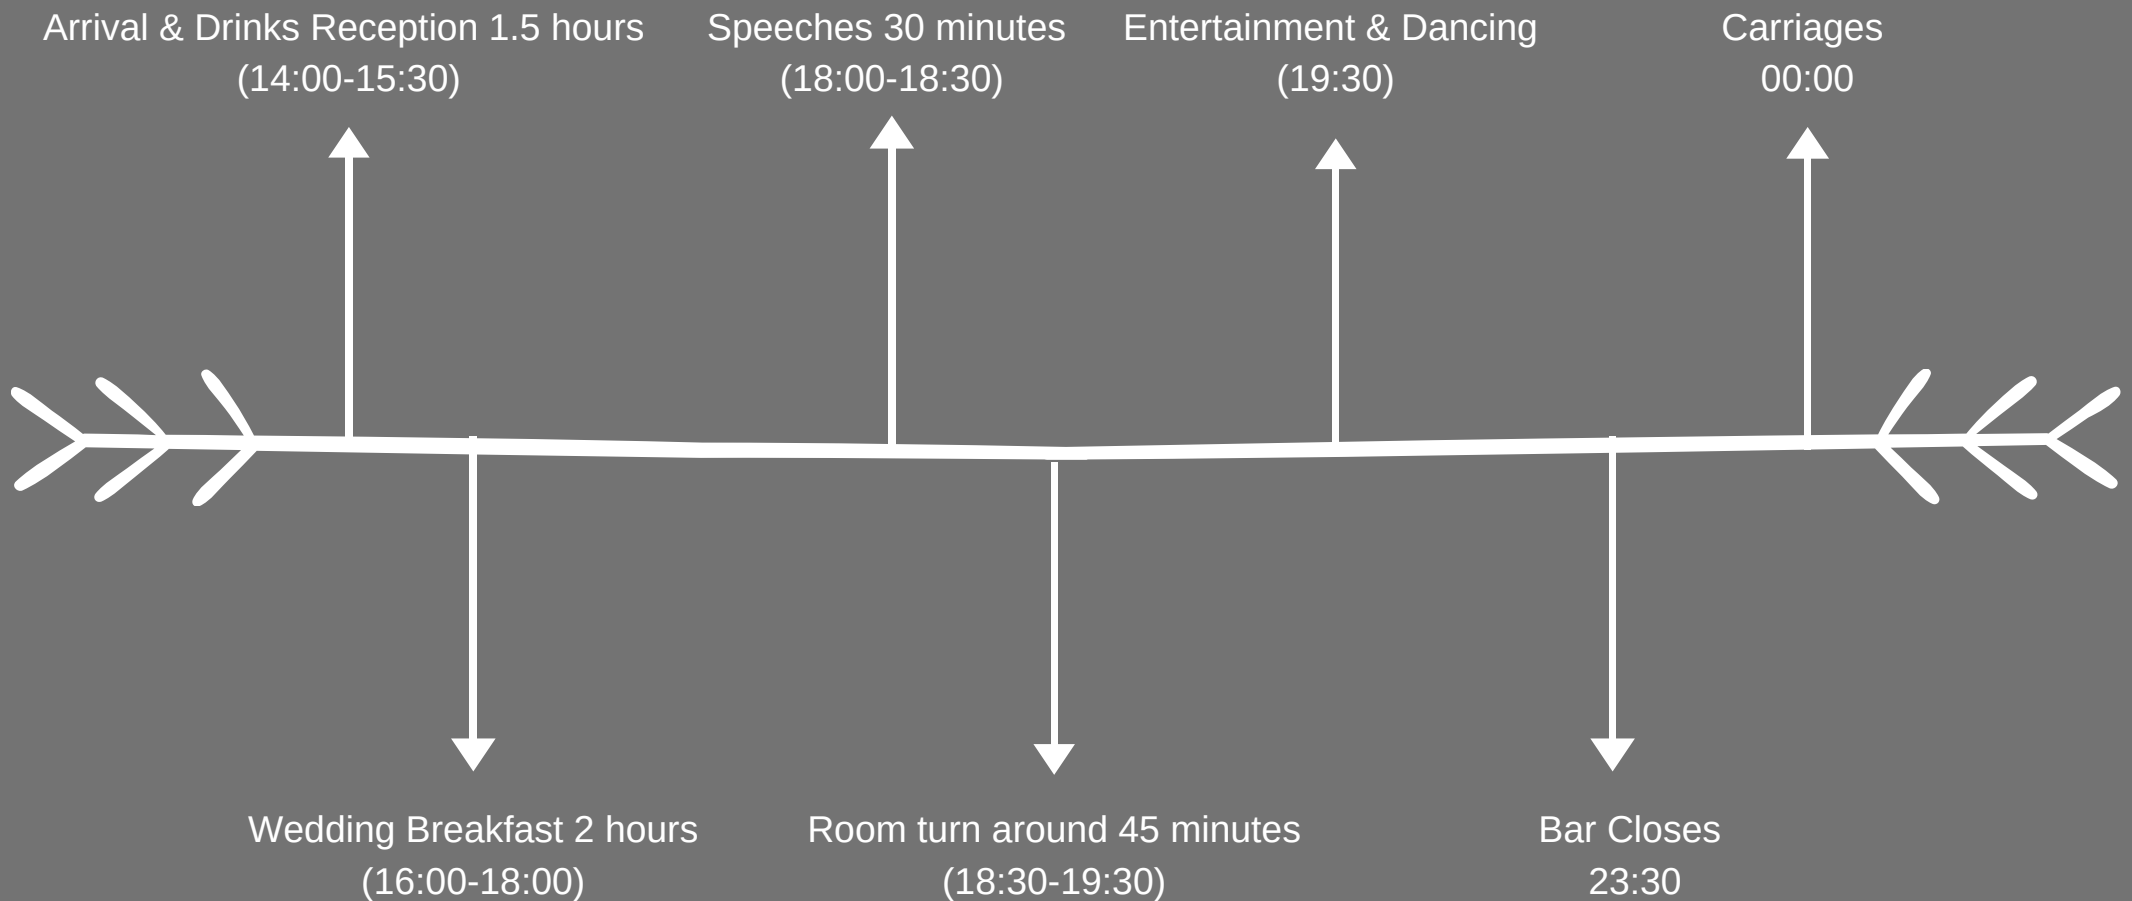 Arrival & Drinks Reception 1.5 hours
(14:00-15:30)
Speeches 30 minutes
(18:00-18:30)
Entertainment & Dancing
(19:30)
Carriages
00:00
Wedding Breakfast 2 hours
(16:00-18:00)
Room turn around 45 minutes
(18:30-19:30)
Bar Closes
23:30